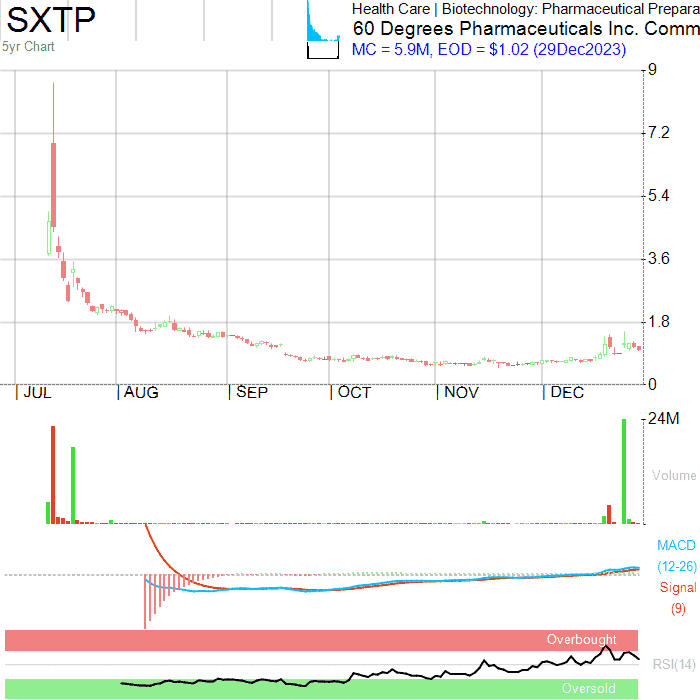 SXTP
5yr Chart
Health Care | Biotechnology: Pharmaceutical Prepara
60 Degrees Pharmaceuticals Inc. Comm
MC = 5.9M, EOD = $1.02 (29Dec2023)
9
7.2
5.4
3.6
1.8
0
JUL AUG SEP OCT NOV DEC
24M
Volume
MACD
(12-26)
Signal
(9)
Overbought
RSI(14)
Oversold